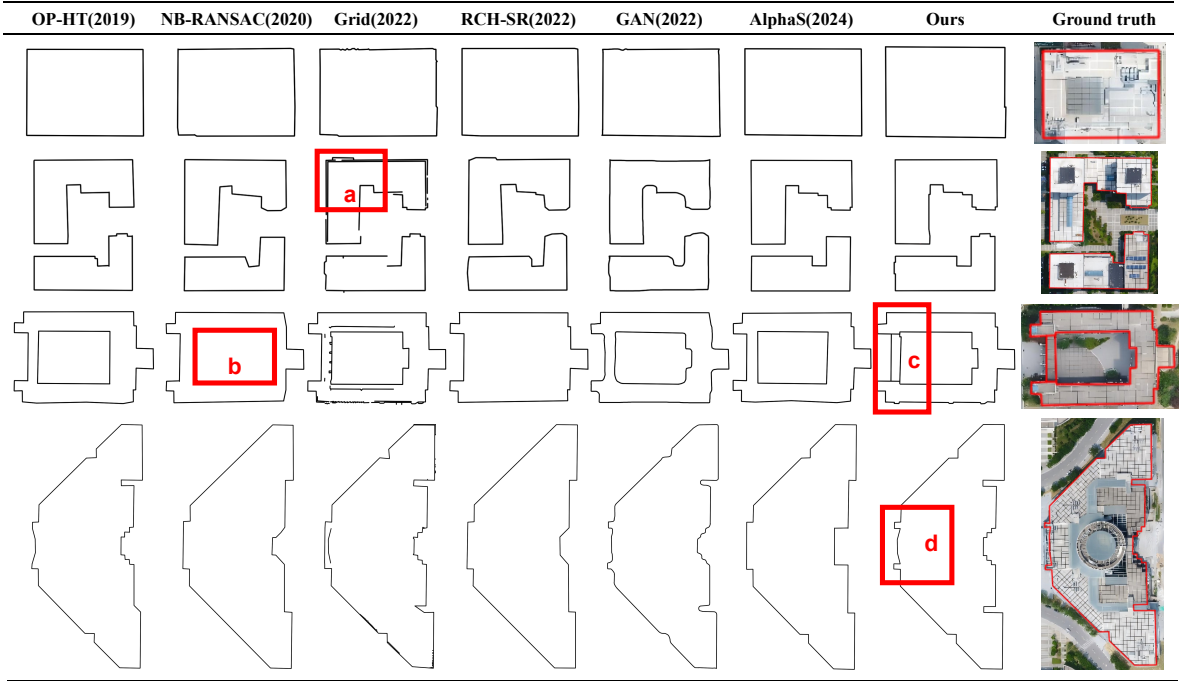 OP-HT(2019) NB-RANSAC(2020) Grid(2022) RCH-SR(2022) GAN(2022) AlphaS(2024) Ours Ground truth
a
b
c
d